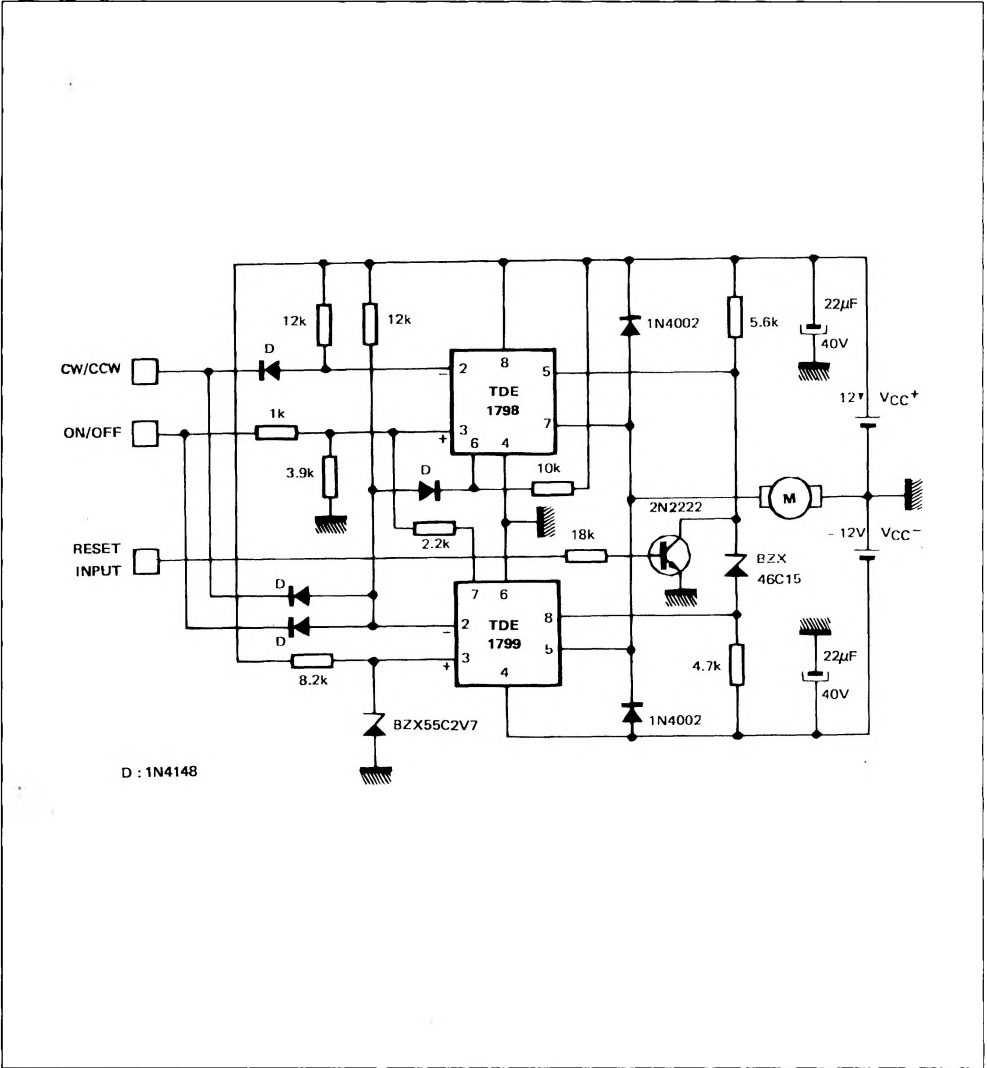 22μF
12k
12k
1N4002
5.6k
40V
D
CW/CCW
2
8
5
12V
VCC+
−
TDE
1798
1k
ON/OFF
3
7
+
6
4
3.9k
D
10k
M
2N2222
-12V
VCC−
RESET
INPUT
18k
2.2k
BZX
46C15
D
7
6
8
2
TDE
−
1799
5
D
3
4
22μF
+
4.7k
8.2k
40V
BZX55C2V7
1N4002
D : 1N4148